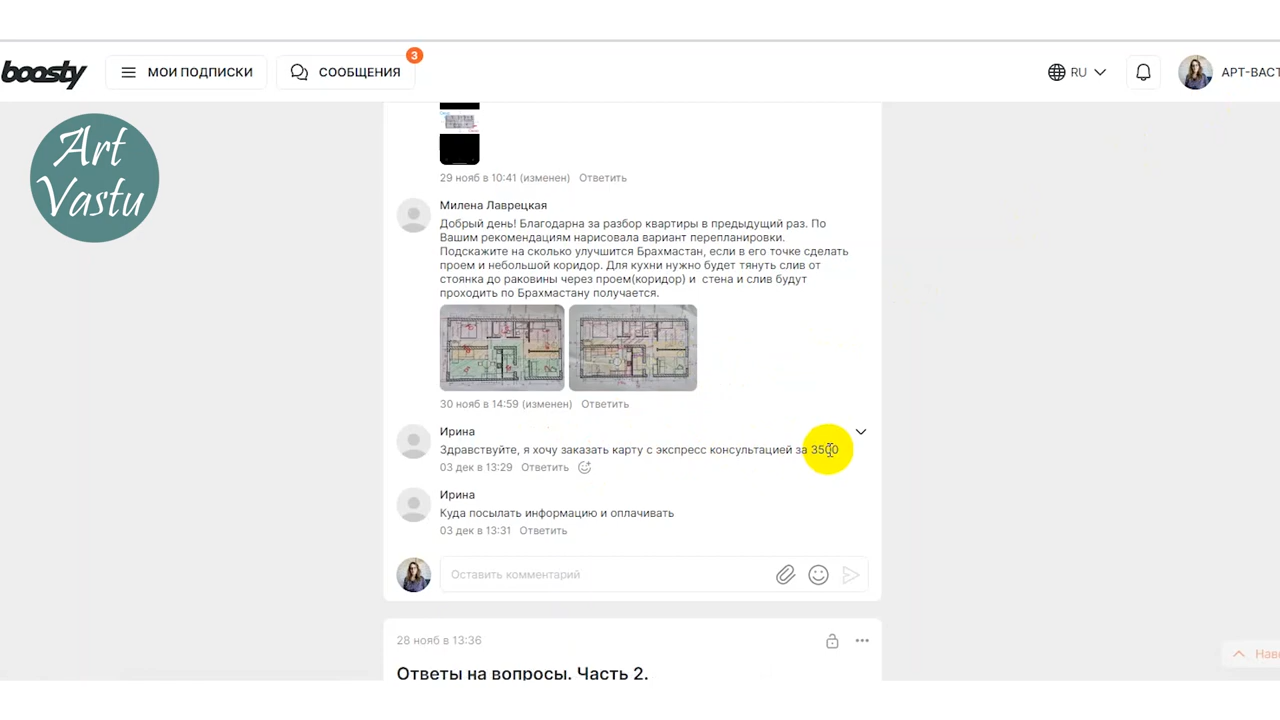 boosty
МОИ ПОДПИСКИ
СООБЩЕНИЯ
3
RU
АРТ-ВАСТ
Art
Vastu
29 нояб в 10:41 (изменен) Ответить
Милена Лаврецкая
Добрый день! Благодарна за разбор квартиры в предыдущий раз. По
Вашим рекомендациям нарисовала вариант перепланировки.
Подскажите на сколько улучшится Брахмастан, если в его точке сделать
проем и небольшой коридор. Для кухни нужно будет тянуть слив от
стоянка до раковины через проем(коридор) и стена и слив будут
проходить по Брахмастану получается.
30 нояб в 14:59 (изменен) Ответить
Ирина
Здравствуйте, я хочу заказать карту с экспресс консультацией за 3500
03 дек в 13:29 Ответить
Ирина
Куда посылать информацию и оплачивать
03 дек в 13:31 Ответить
Оставить комментарий
28 нояб в 13:36
Ответы на вопросы. Часть 2.